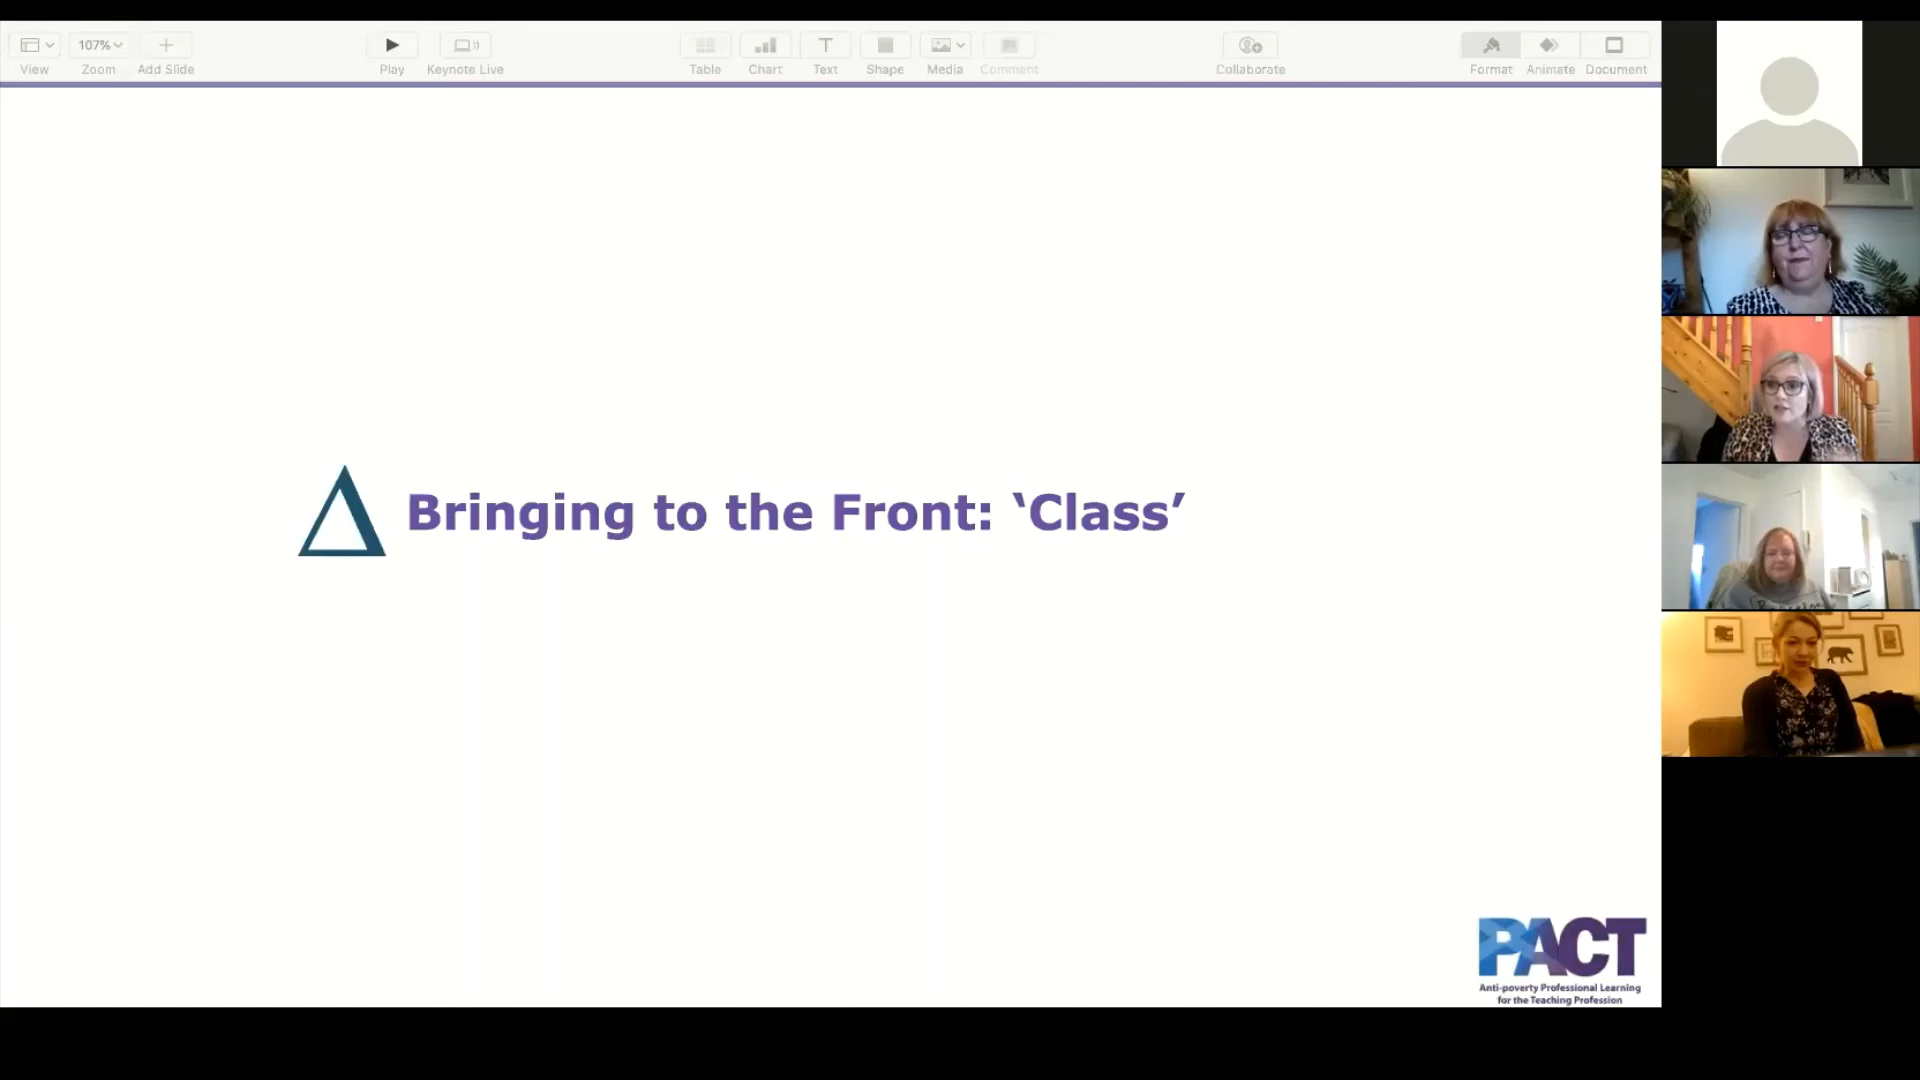 107%
View
Zoom
Add Slide
Play
Keynote Live
Table
Chart
Text
Shape
Media
Comment
Collaborate
Format
Animate
Document
Bringing to the Front: ‘Class’
PACT
Anti-poverty Professional Learning
for the Teaching Profession